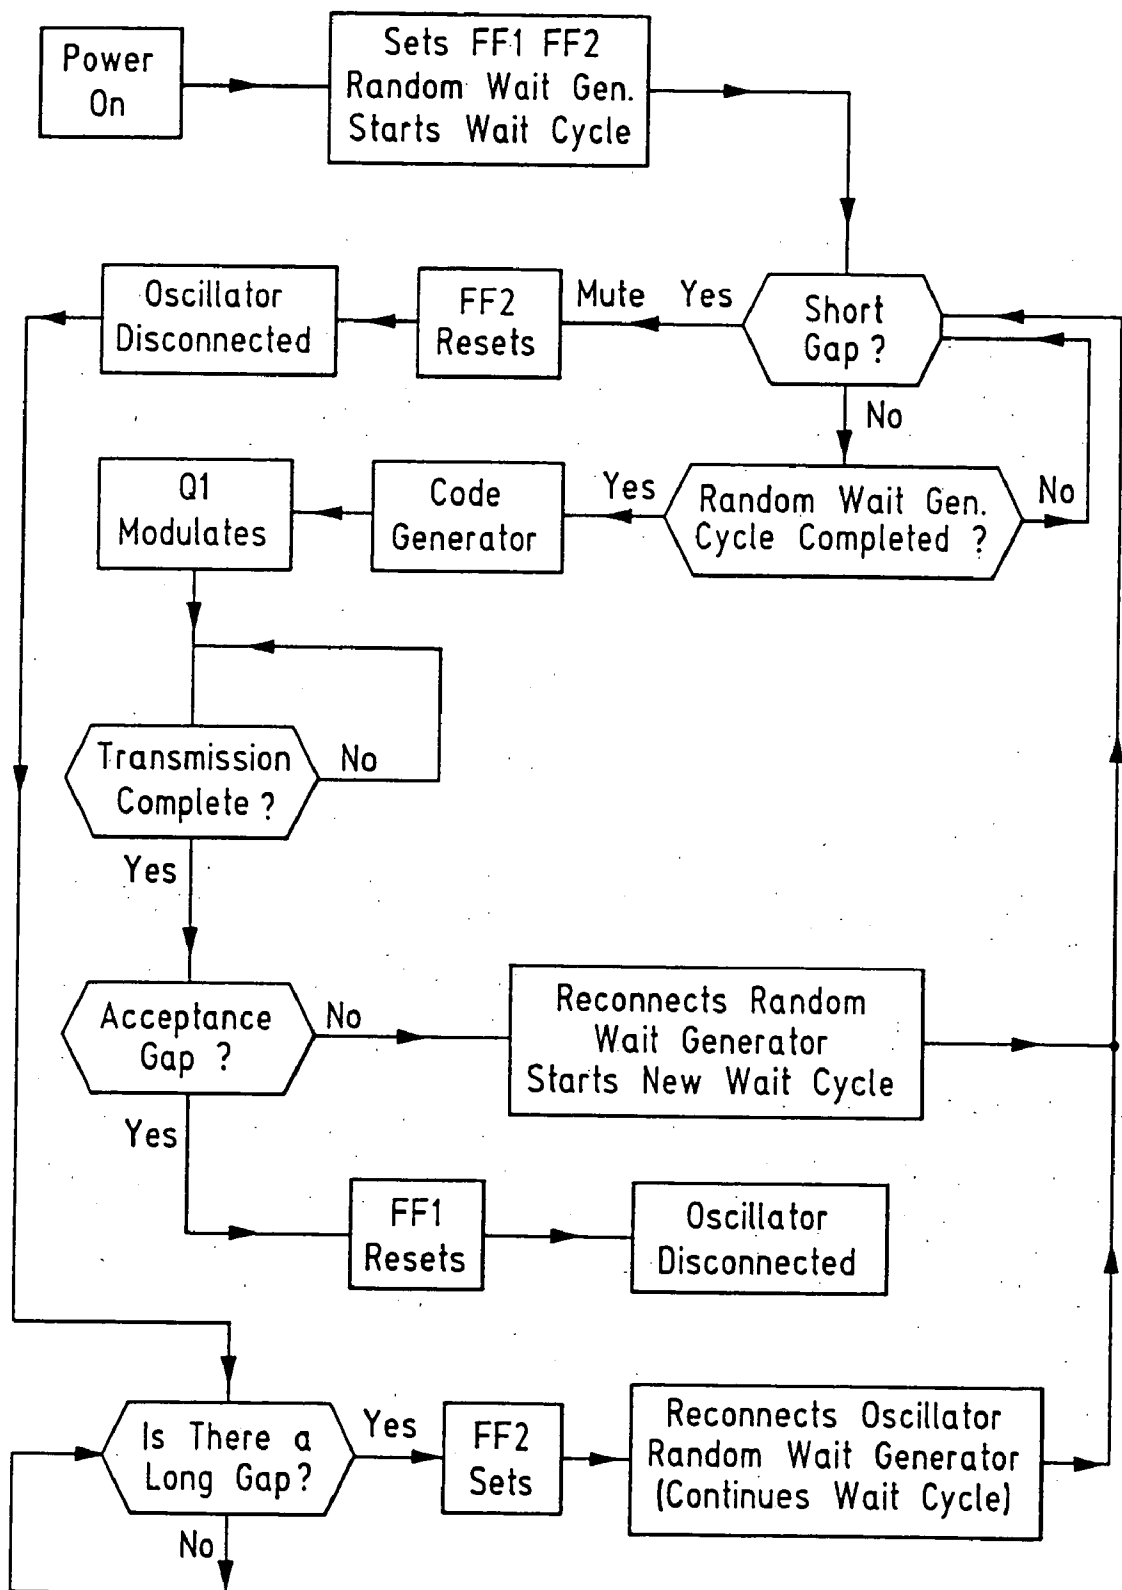 Power
On
Sets FF1 FF2
Random Wait Gen.
Starts Wait Cycle
Oscillator
Disconnected
FF2
Resets
Mute
Yes
Short
Gap ?
No
Q1
Modulates
Code
Generator
Yes
Random Wait Gen.
Cycle Completed ?
No
Transmission
Complete ?
No
Yes
Acceptance
Gap ?
No
Reconnects Random
Wait Generator
Starts New Wait Cycle
Yes
FF1
Resets
Oscillator
Disconnected
Is There a
Long Gap ?
Yes
FF2
Sets
Reconnects Oscillator
Random Wait Generator
(Continues Wait Cycle)
No